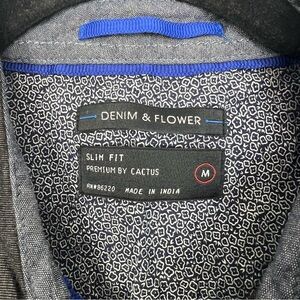 DENIM & FLOWER
SLIM FIT
PREMIUM BY CACTUS
M
RN#96220 MADE IN INDIA